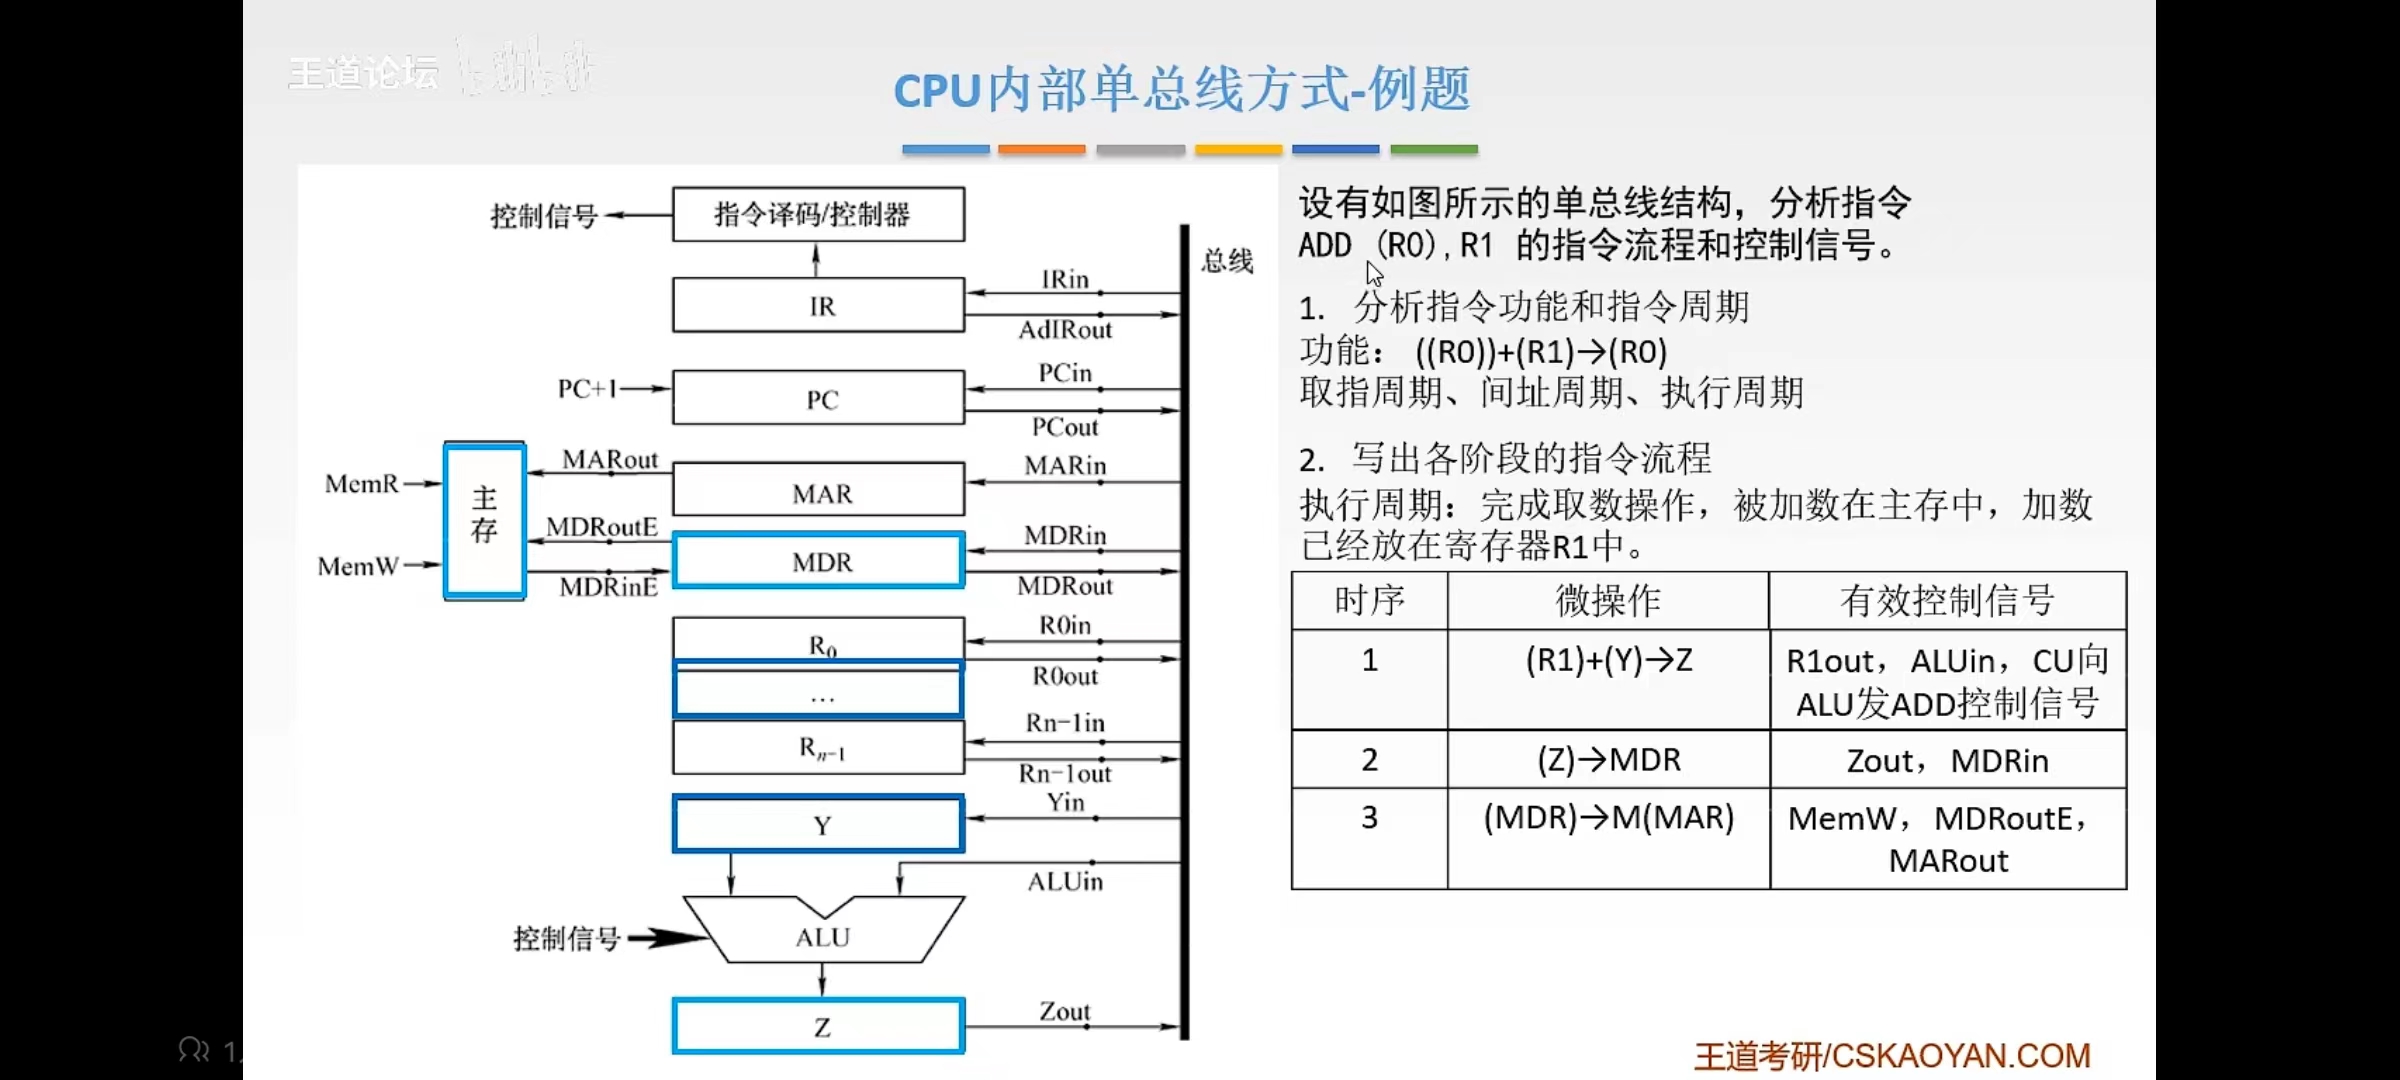 王道论坛 bilibili
CPU内部单总线方式-例题
控制信号
指令译码/控制器
总线
IR
IRin
AdIRout
PC+1
PC
PCin
PCout
主存
MemR
MemW
MARout
MAR
MARin
MDRoutE
MDRinE
MDR
MDRin
MDRout
R0
R0in
R0out
…
Rn-1
Rn-1in
Rn-1out
Y
Yin
ALUin
控制信号
ALU
Z
Zout
设有如图所示的单总线结构，分析指令
ADD (R0),R1 的指令流程和控制信号。
1. 分析指令功能和指令周期
功能： ((R0))+(R1)→(R0)
取指周期、间址周期、执行周期
2. 写出各阶段的指令流程
执行周期：完成取数操作，被加数在主存中，加数
已经放在寄存器R1中。
时序 微操作 有效控制信号
1 (R1)+(Y)→Z R1out，ALUin，CU向
ALU发ADD控制信号
2 (Z)→MDR Zout，MDRin
3 (MDR)→M(MAR) MemW，MDRoutE，
MARout
王道考研/CSKAOYAN.COM